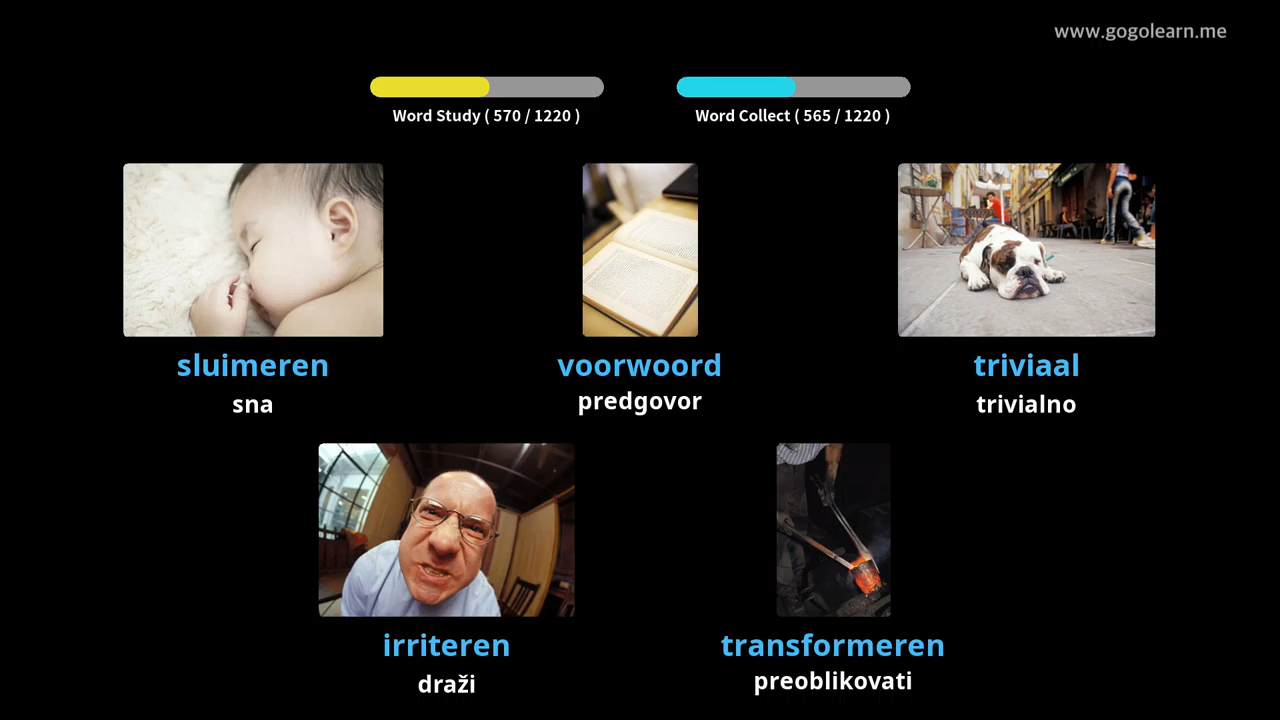 www.gogolearn.me
Word Study ( 570 / 1220 )
Word Collect ( 565 / 1220 )
sluimeren
sna
voorwoord
predgovor
triviaal
trivialno
irriteren
draži
transformeren
preoblikovati